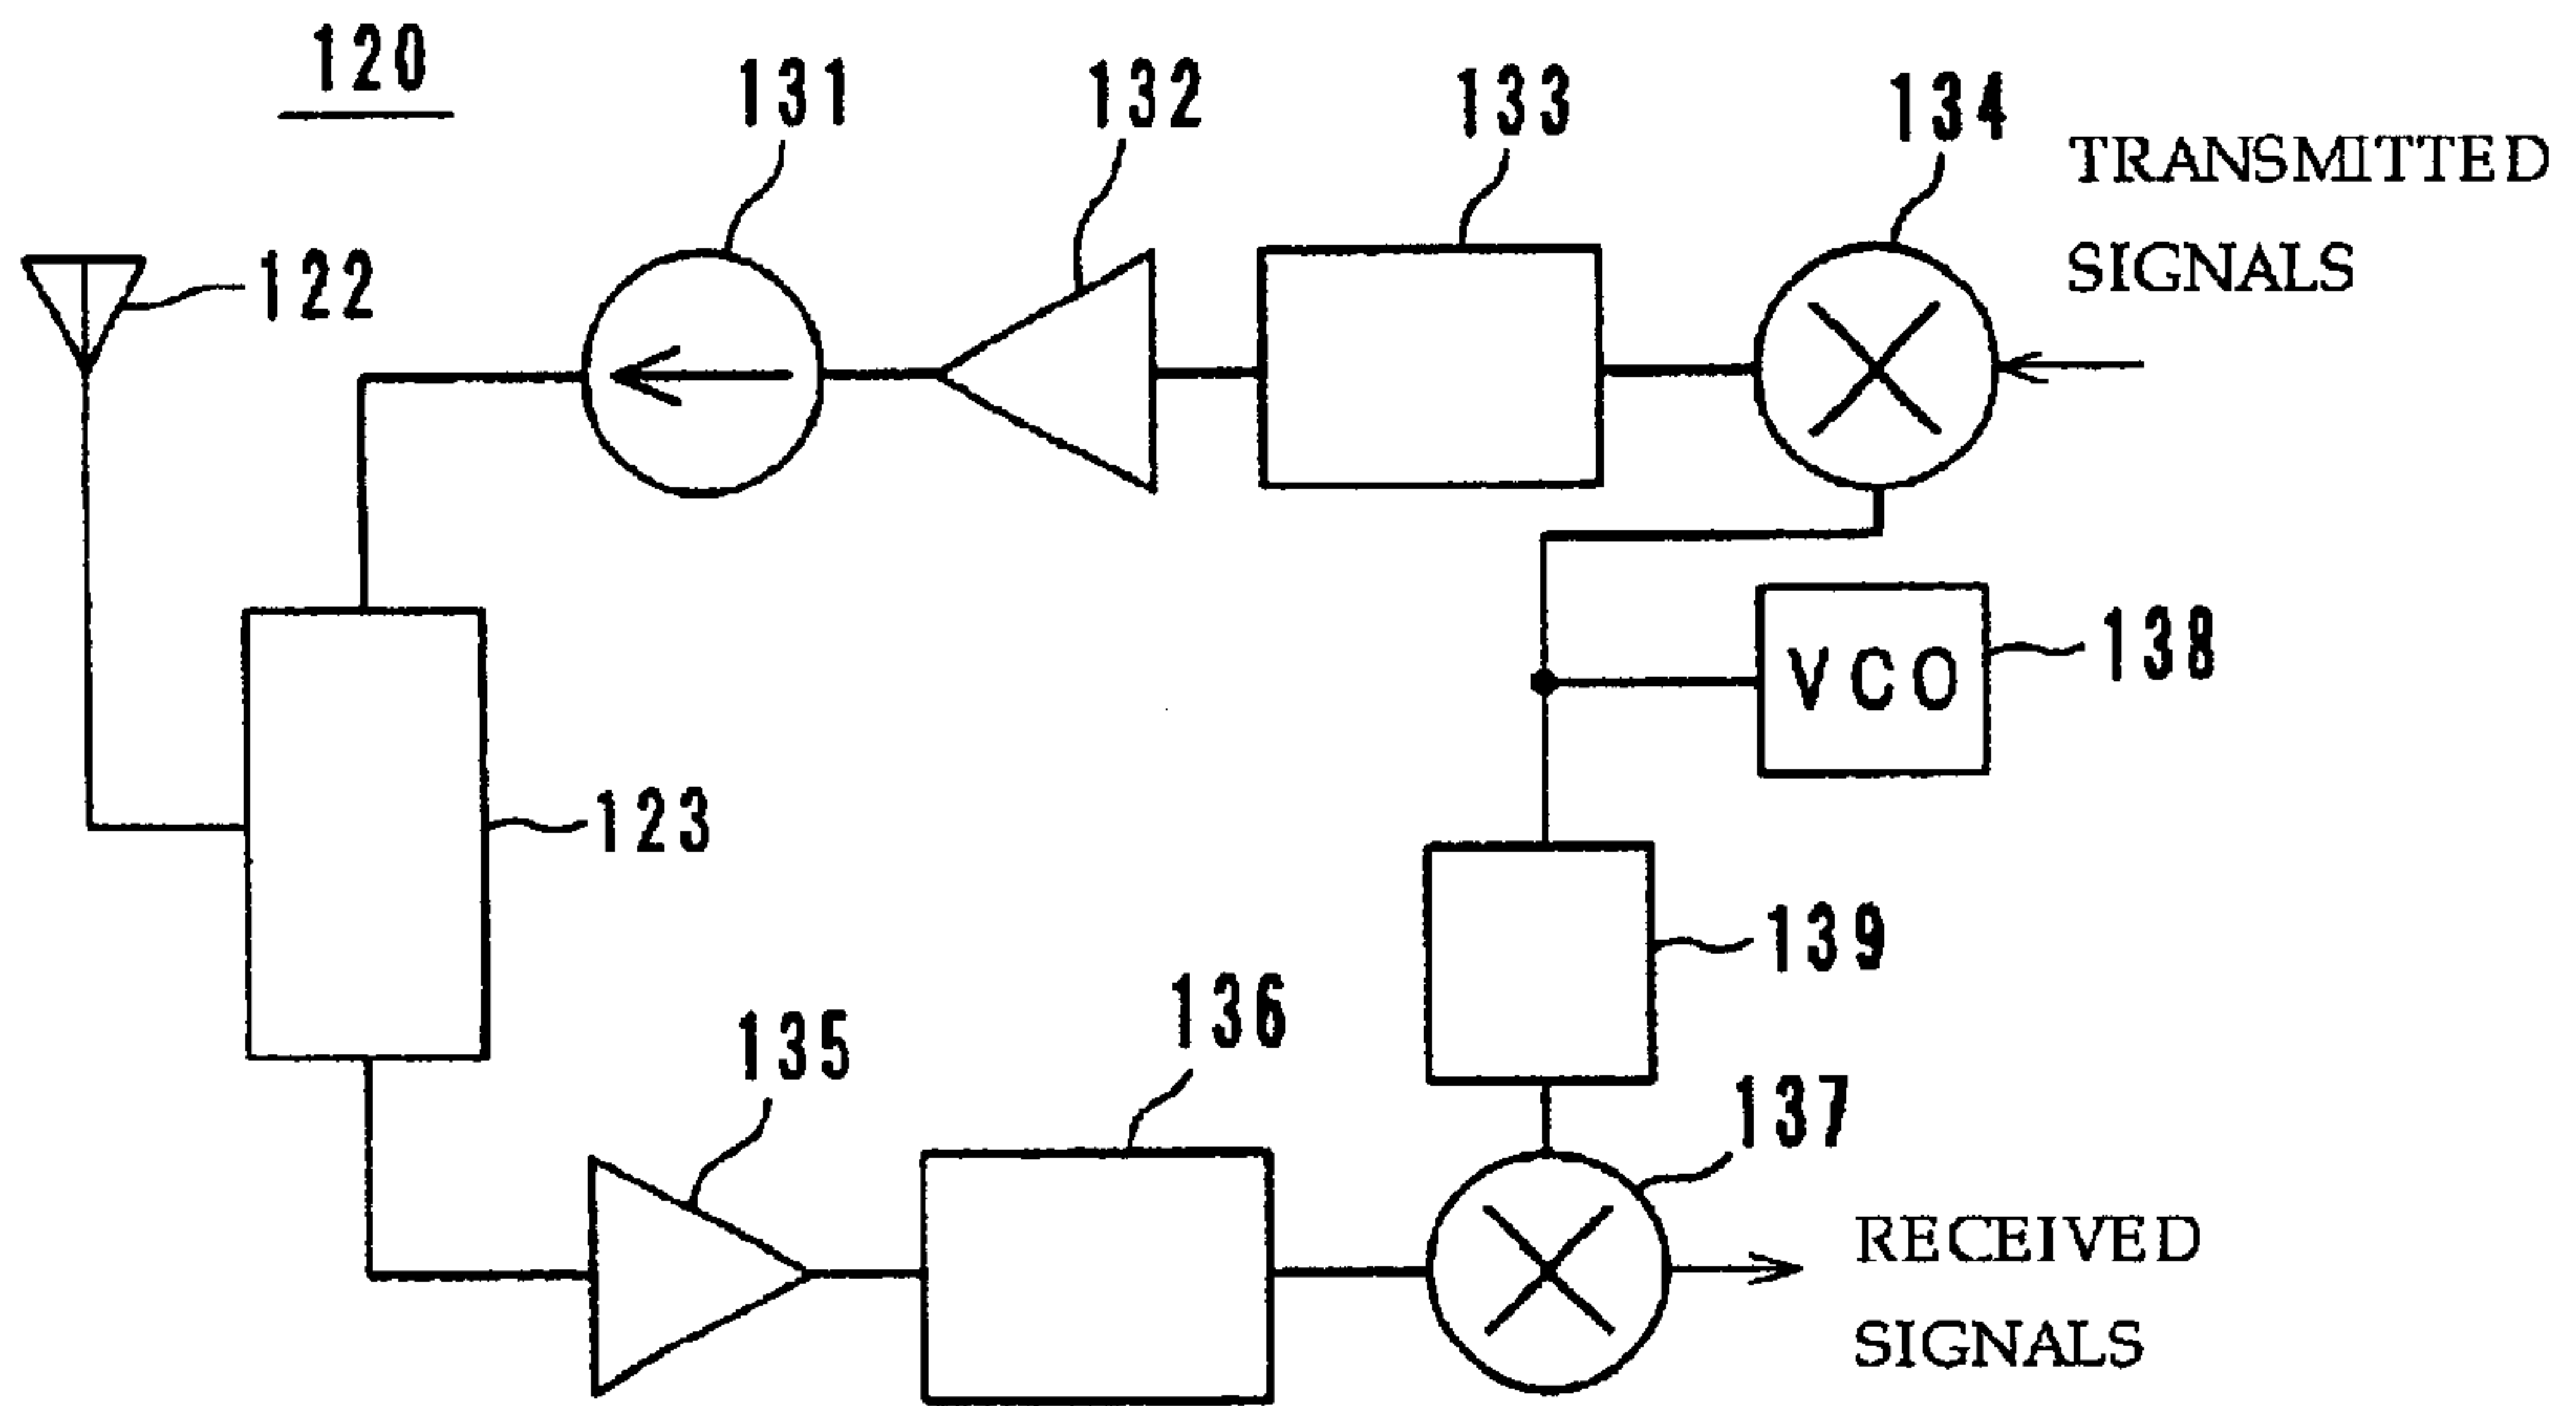 120
131
132
133
134
TRANSMITTED
SIGNALS
122
VCO
138
123
139
135
136
137
RECEIVED
SIGNALS